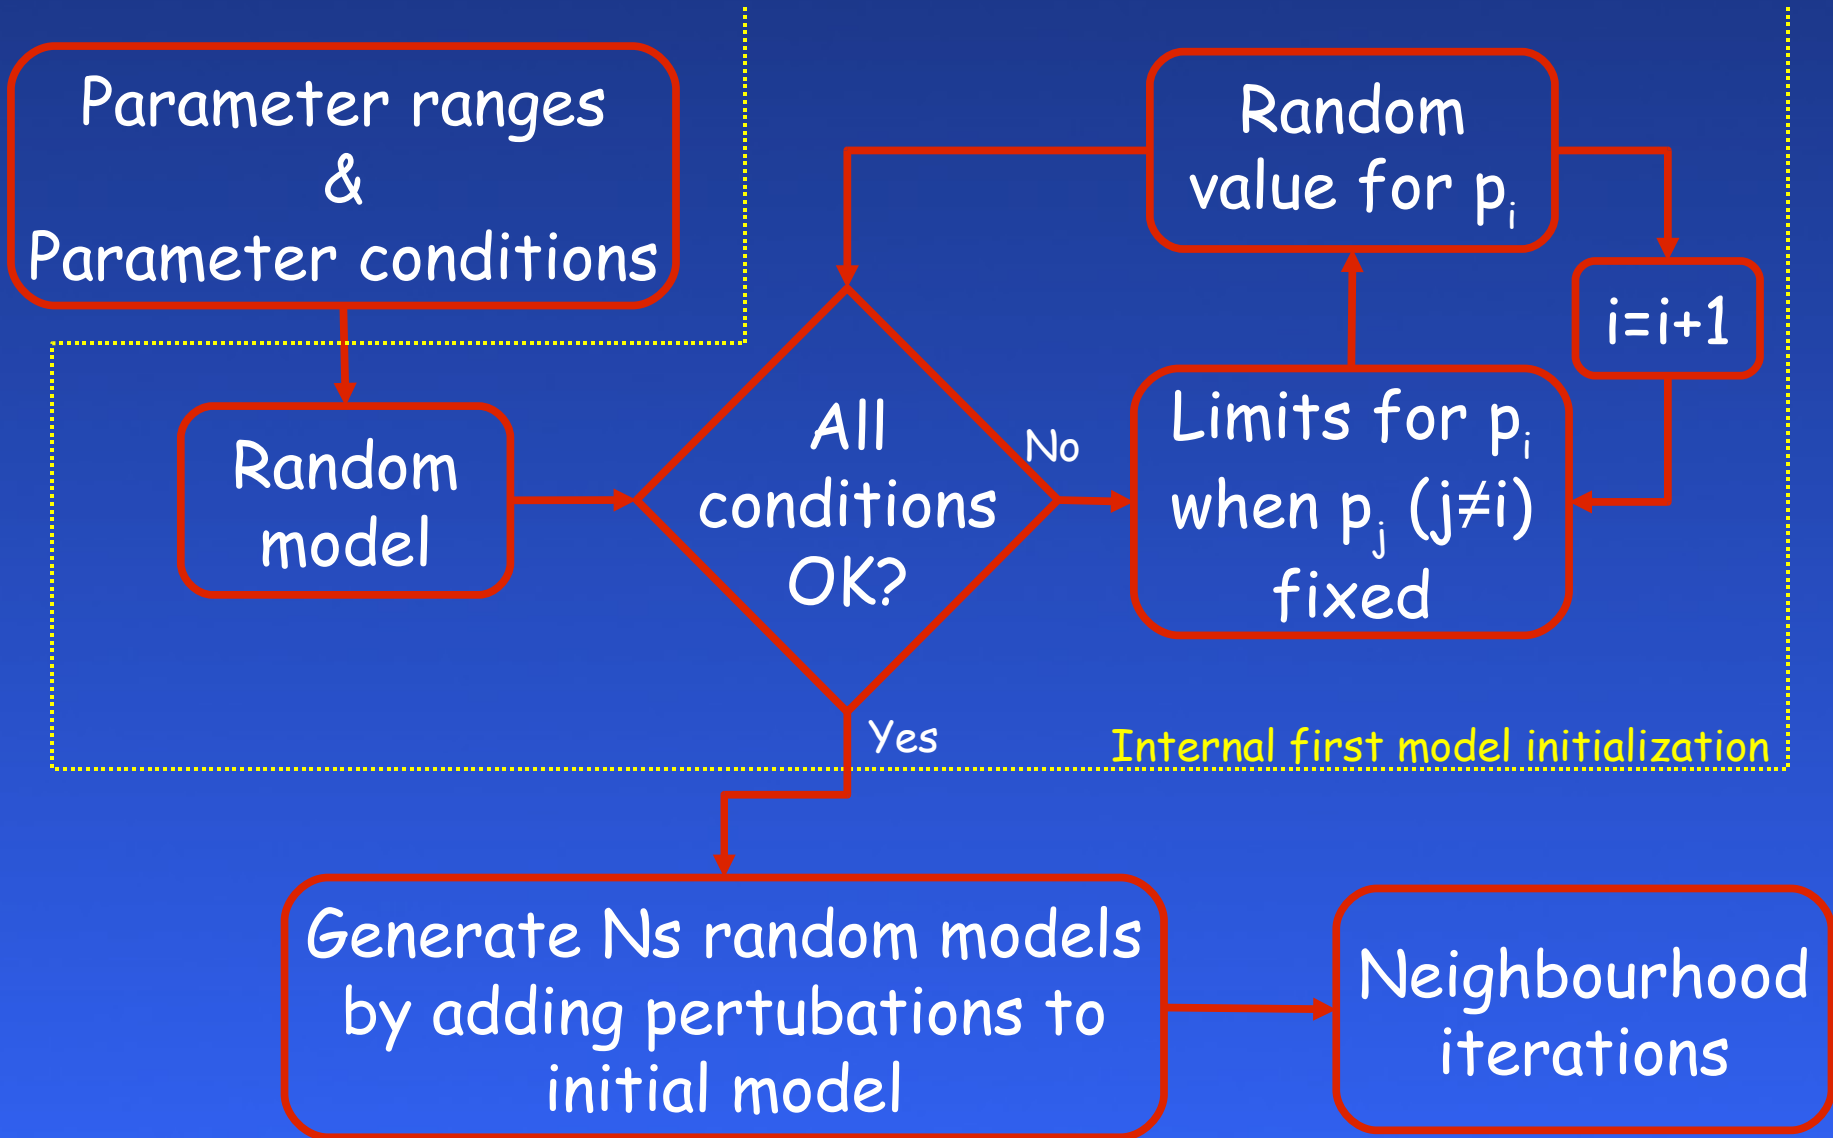 Parameter ranges
&
Parameter conditions
Random
model
All
conditions
OK?
No
Yes
Limits for pᵢ
when pⱼ (j≠i)
fixed
Random
value for pᵢ
i=i+1
Internal first model initialization
Generate Ns random models
by adding pertubations to
initial model
Neighbourhood
iterations